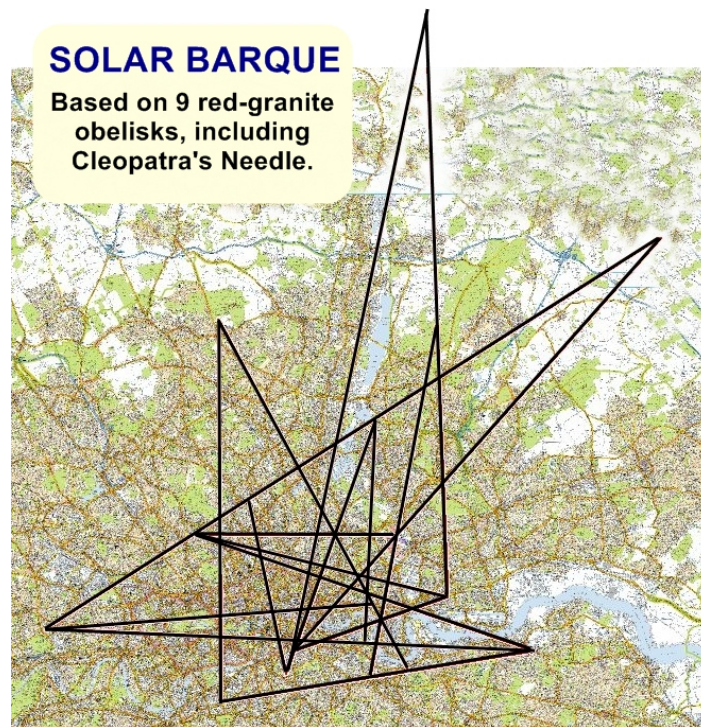 SOLAR BARQUE
Based on 9 red-granite
obelisks, including
Cleopatra's Needle.